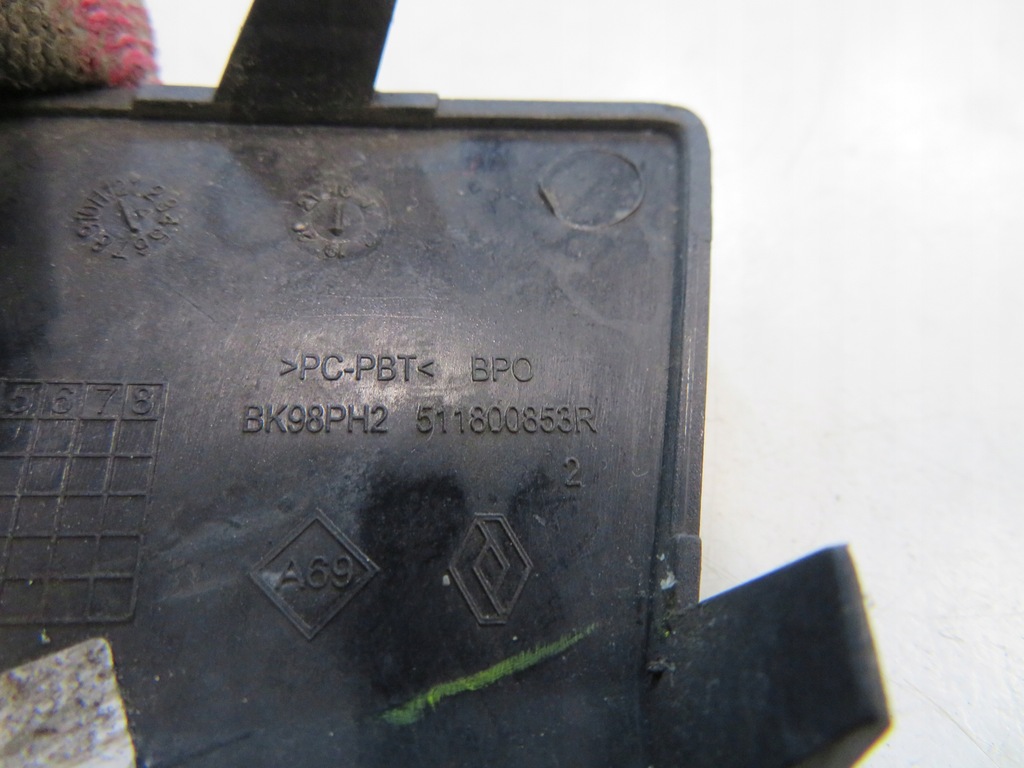 >PC-PBT< BPO
5 6 7 8
BK98PH2 511800853R
2
A69